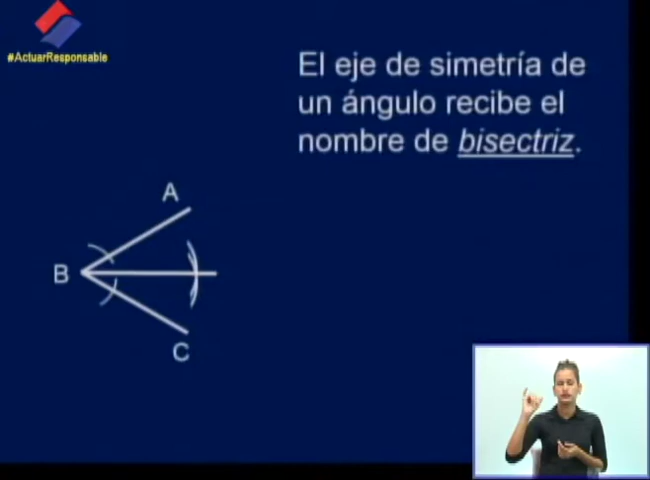 #ActuarResponsable
El eje de simetría de
un ángulo recibe el
nombre de bisectriz.
A
B
C